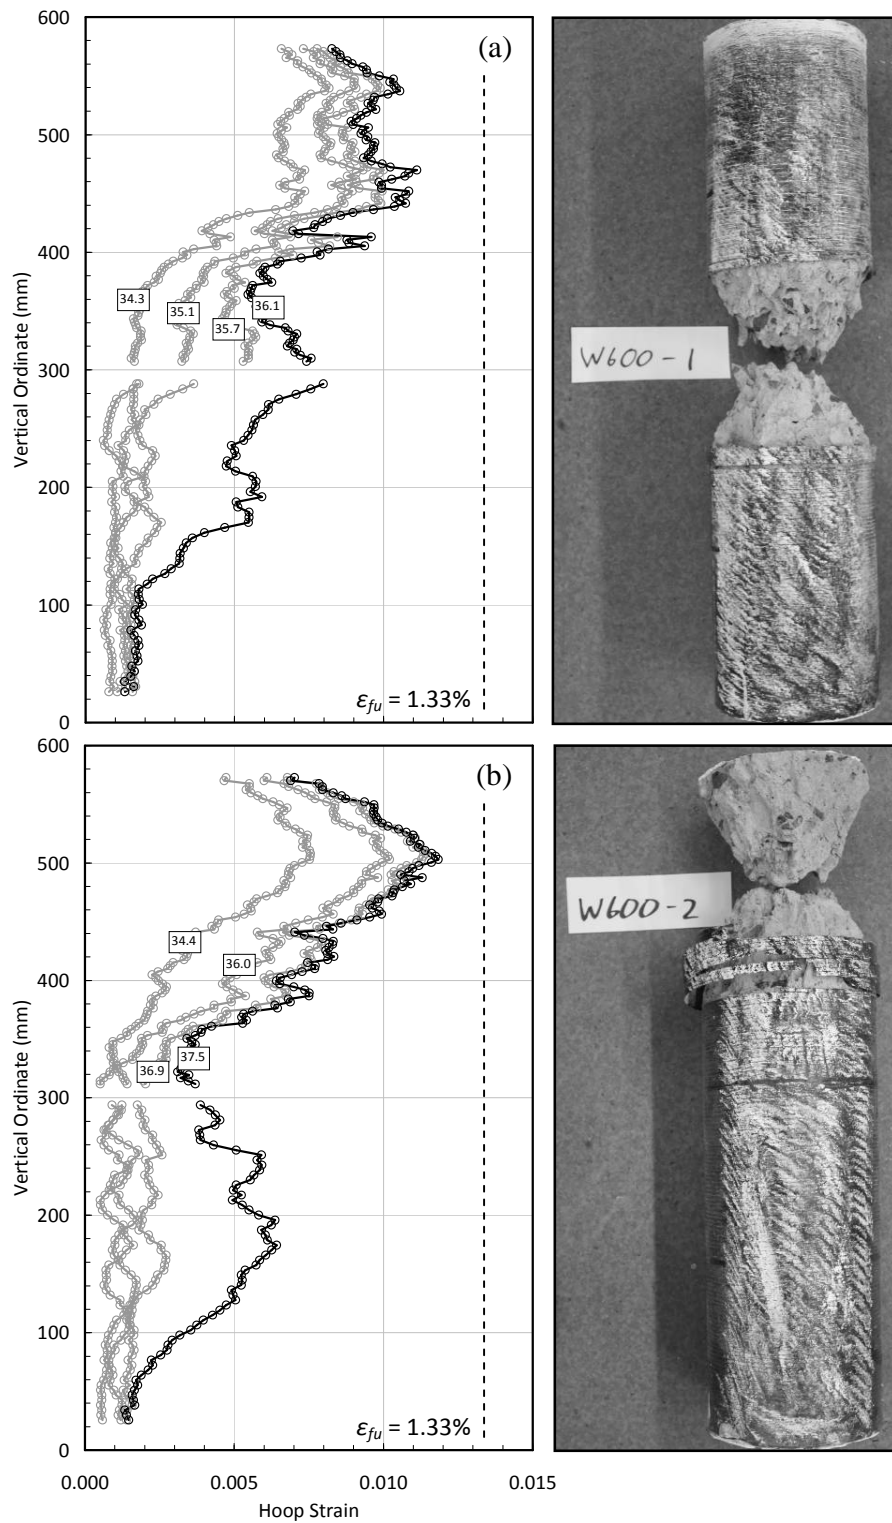 600
(a)
500
Vertical Ordinate (mm)
400
34.3
35.1
35.7
36.1
300
200
100
0
εfu = 1.33%
W600-1
600
(b)
500
Vertical Ordinate (mm)
400
34.4
36.0
36.9
37.5
300
200
100
0
εfu = 1.33%
0.000 0.005 0.010 0.015
Hoop Strain
W600-2